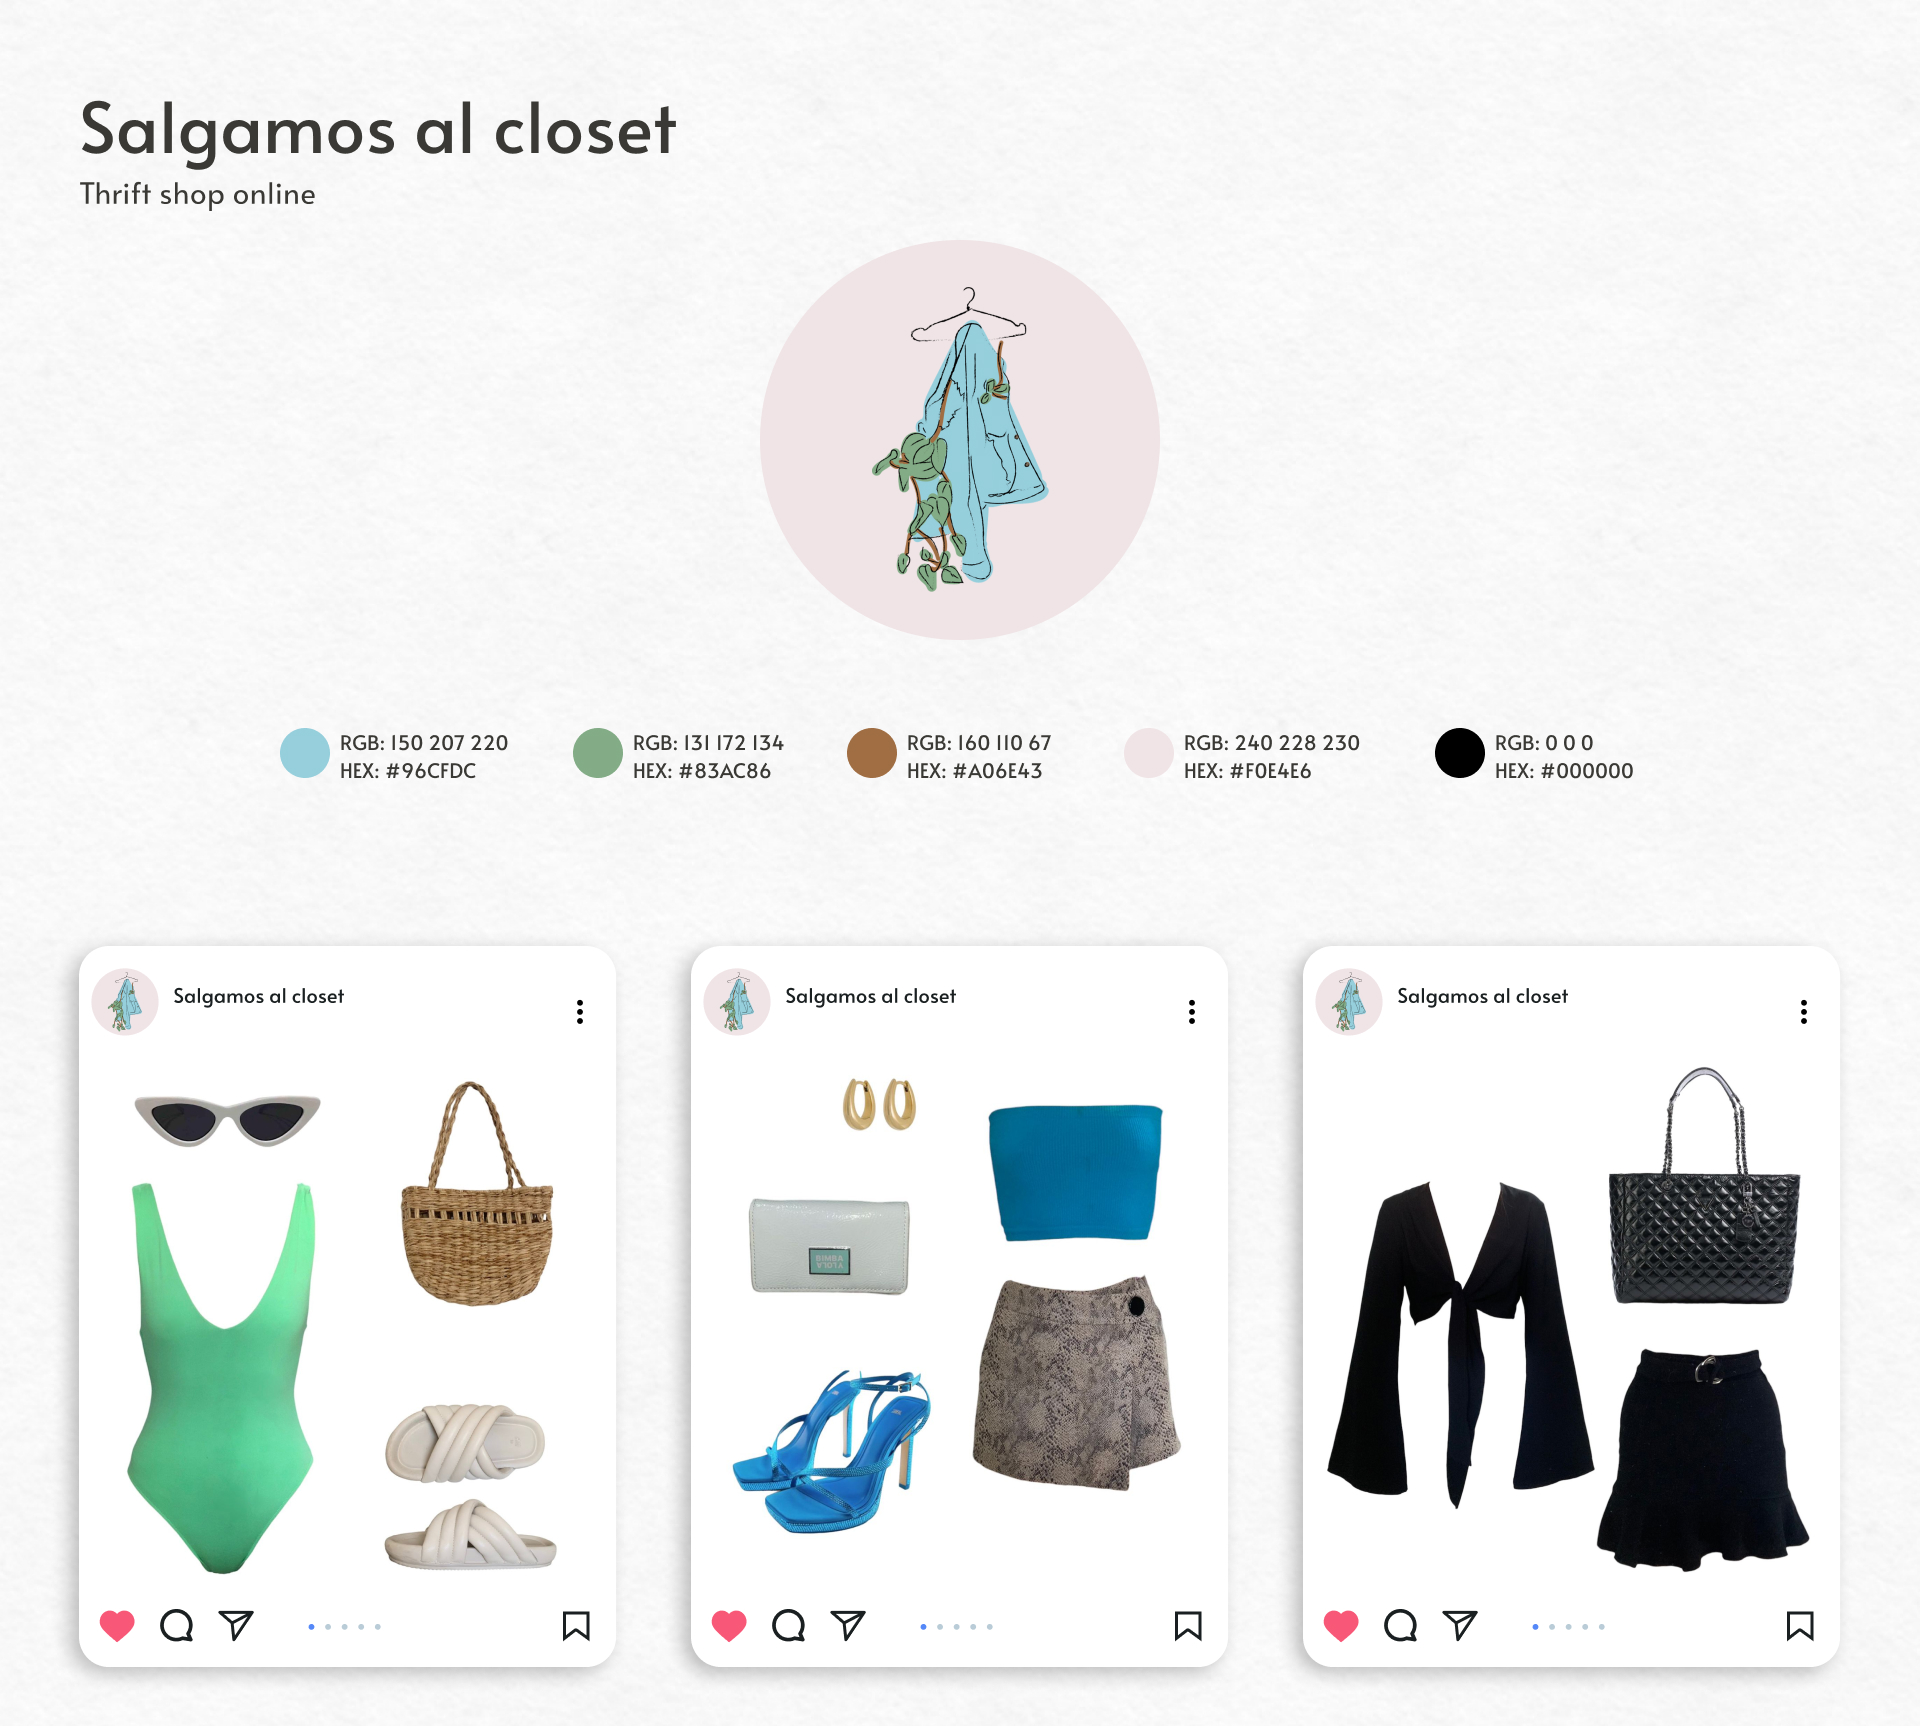 Salgamos al closet
Thrift shop online
RGB: 150 207 220
HEX: #96CFDC
RGB: 131 172 134
HEX: #83AC86
RGB: 160 110 67
HEX: #A06E43
RGB: 240 228 230
HEX: #F0E4E6
RGB: 0 0 0
HEX: #000000
Salgamos al closet
Salgamos al closet
Salgamos al closet
BIMBA
Y LOLA